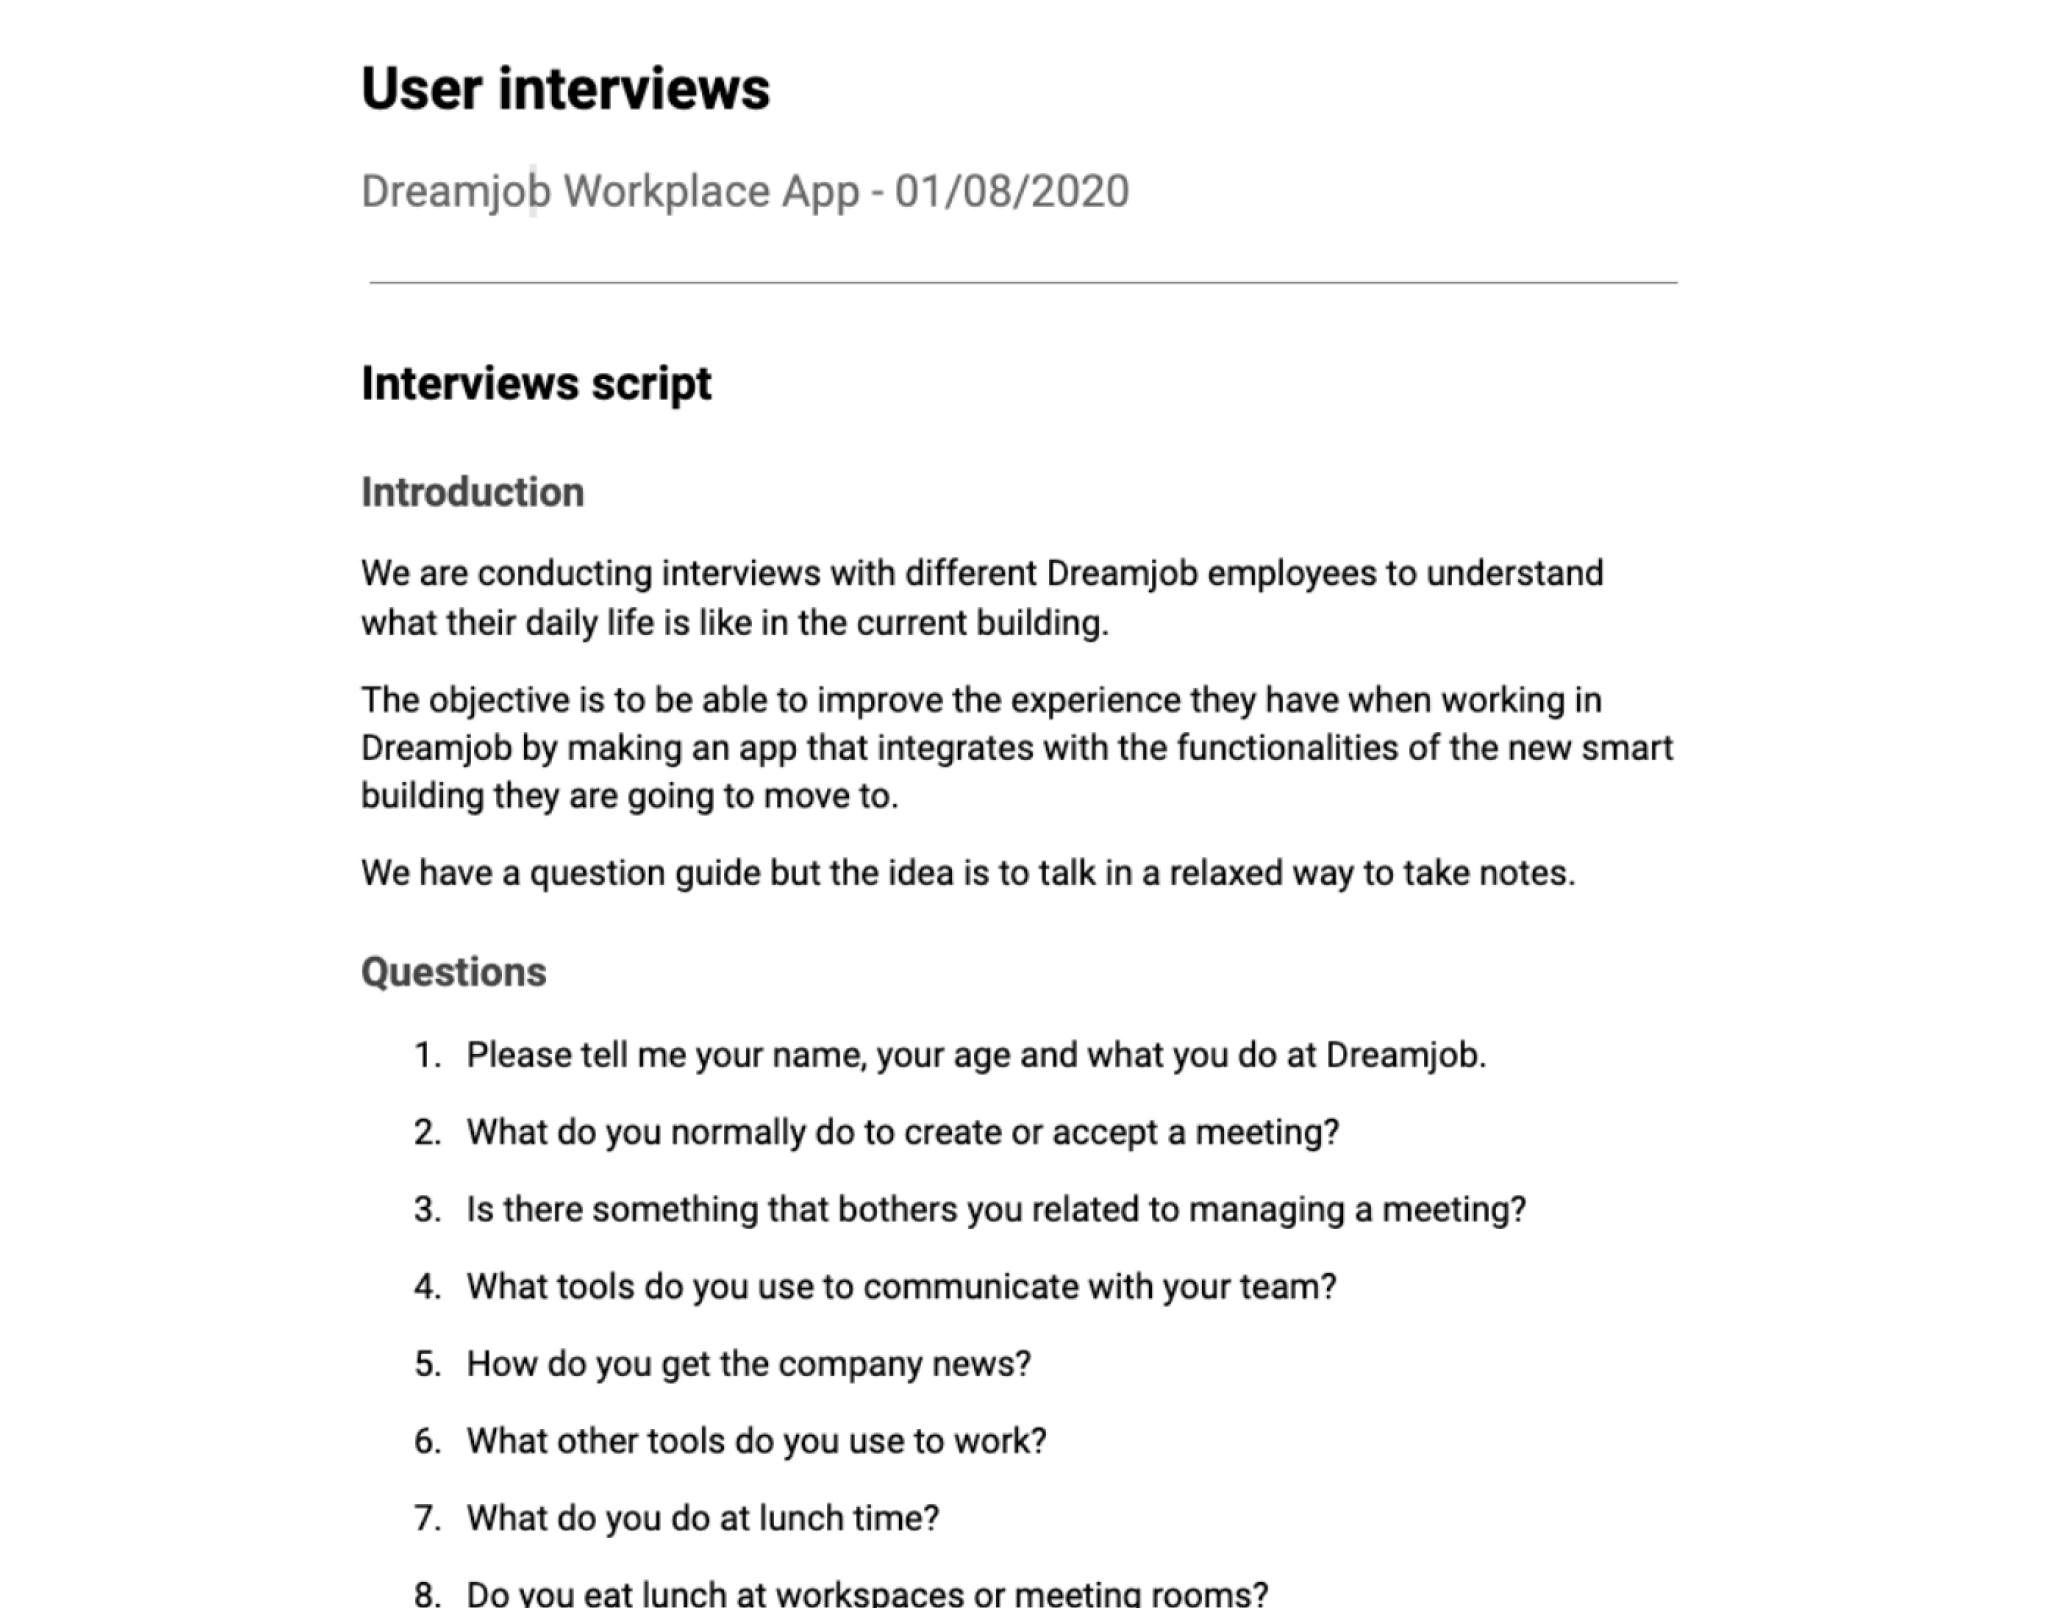 User interviews
Dreamjob Workplace App - 01/08/2020
Interviews script
Introduction
We are conducting interviews with different Dreamjob employees to understand
what their daily life is like in the current building.
The objective is to be able to improve the experience they have when working in
Dreamjob by making an app that integrates with the functionalities of the new smart
building they are going to move to.
We have a question guide but the idea is to talk in a relaxed way to take notes.
Questions
1. Please tell me your name, your age and what you do at Dreamjob.
2. What do you normally do to create or accept a meeting?
3. Is there something that bothers you related to managing a meeting?
4. What tools do you use to communicate with your team?
5. How do you get the company news?
6. What other tools do you use to work?
7. What do you do at lunch time?
8. Do you eat lunch at workspaces or meeting rooms?